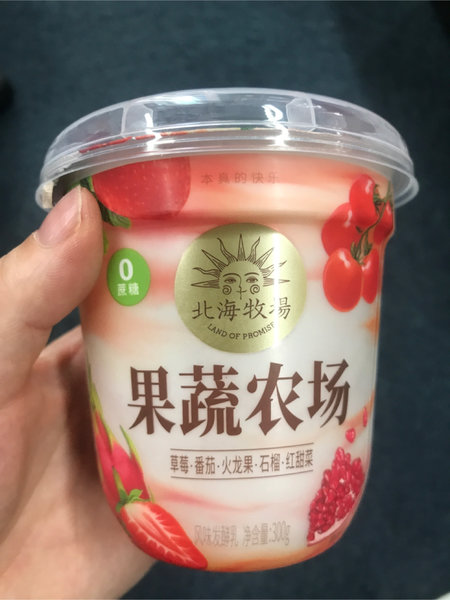 本真的快乐
0
蔗糖
北海牧場
LAND OF PROMISE
果蔬农场
草莓·番茄·火龙果·石榴·红甜菜
风味发酵乳 净含量:300g